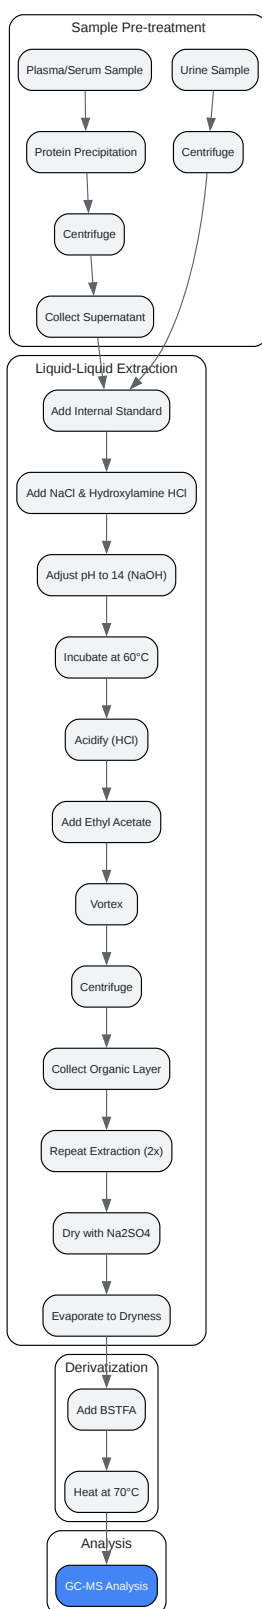 Sample Pre-treatment
Plasma/Serum Sample
Urine Sample
Protein Precipitation
Centrifuge
Centrifuge
Collect Supernatant
Liquid-Liquid Extraction
Add Internal Standard
Add NaCl & Hydroxylamine HCl
Adjust pH to 14 (NaOH)
Incubate at 60°C
Acidify (HCl)
Add Ethyl Acetate
Vortex
Centrifuge
Collect Organic Layer
Repeat Extraction (2x)
Dry with Na2SO4
Evaporate to Dryness
Derivatization
Add BSTFA
Heat at 70°C
Analysis
GC-MS Analysis